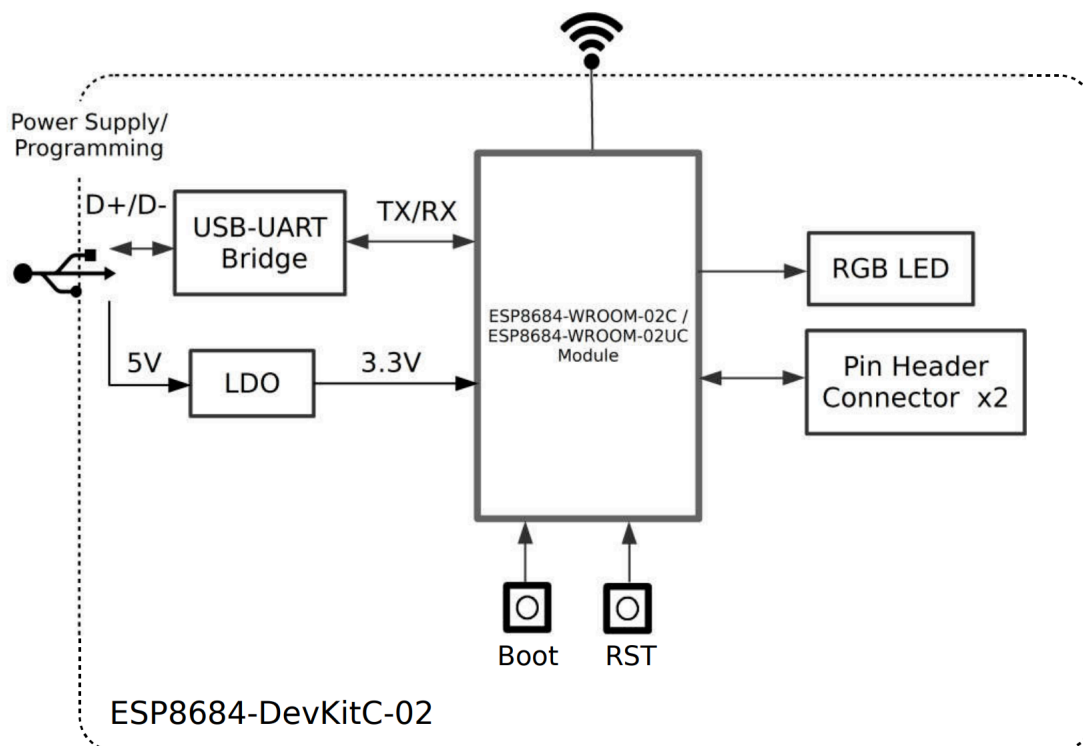 Power Supply/
Programming
D+/D-
USB-UART
Bridge
TX/RX
5V
LDO
3.3V
ESP8684-WROOM-02C /
ESP8684-WROOM-02UC
Module
RGB LED
Pin Header
Connector x2
Boot
RST
ESP8684-DevKitC-02